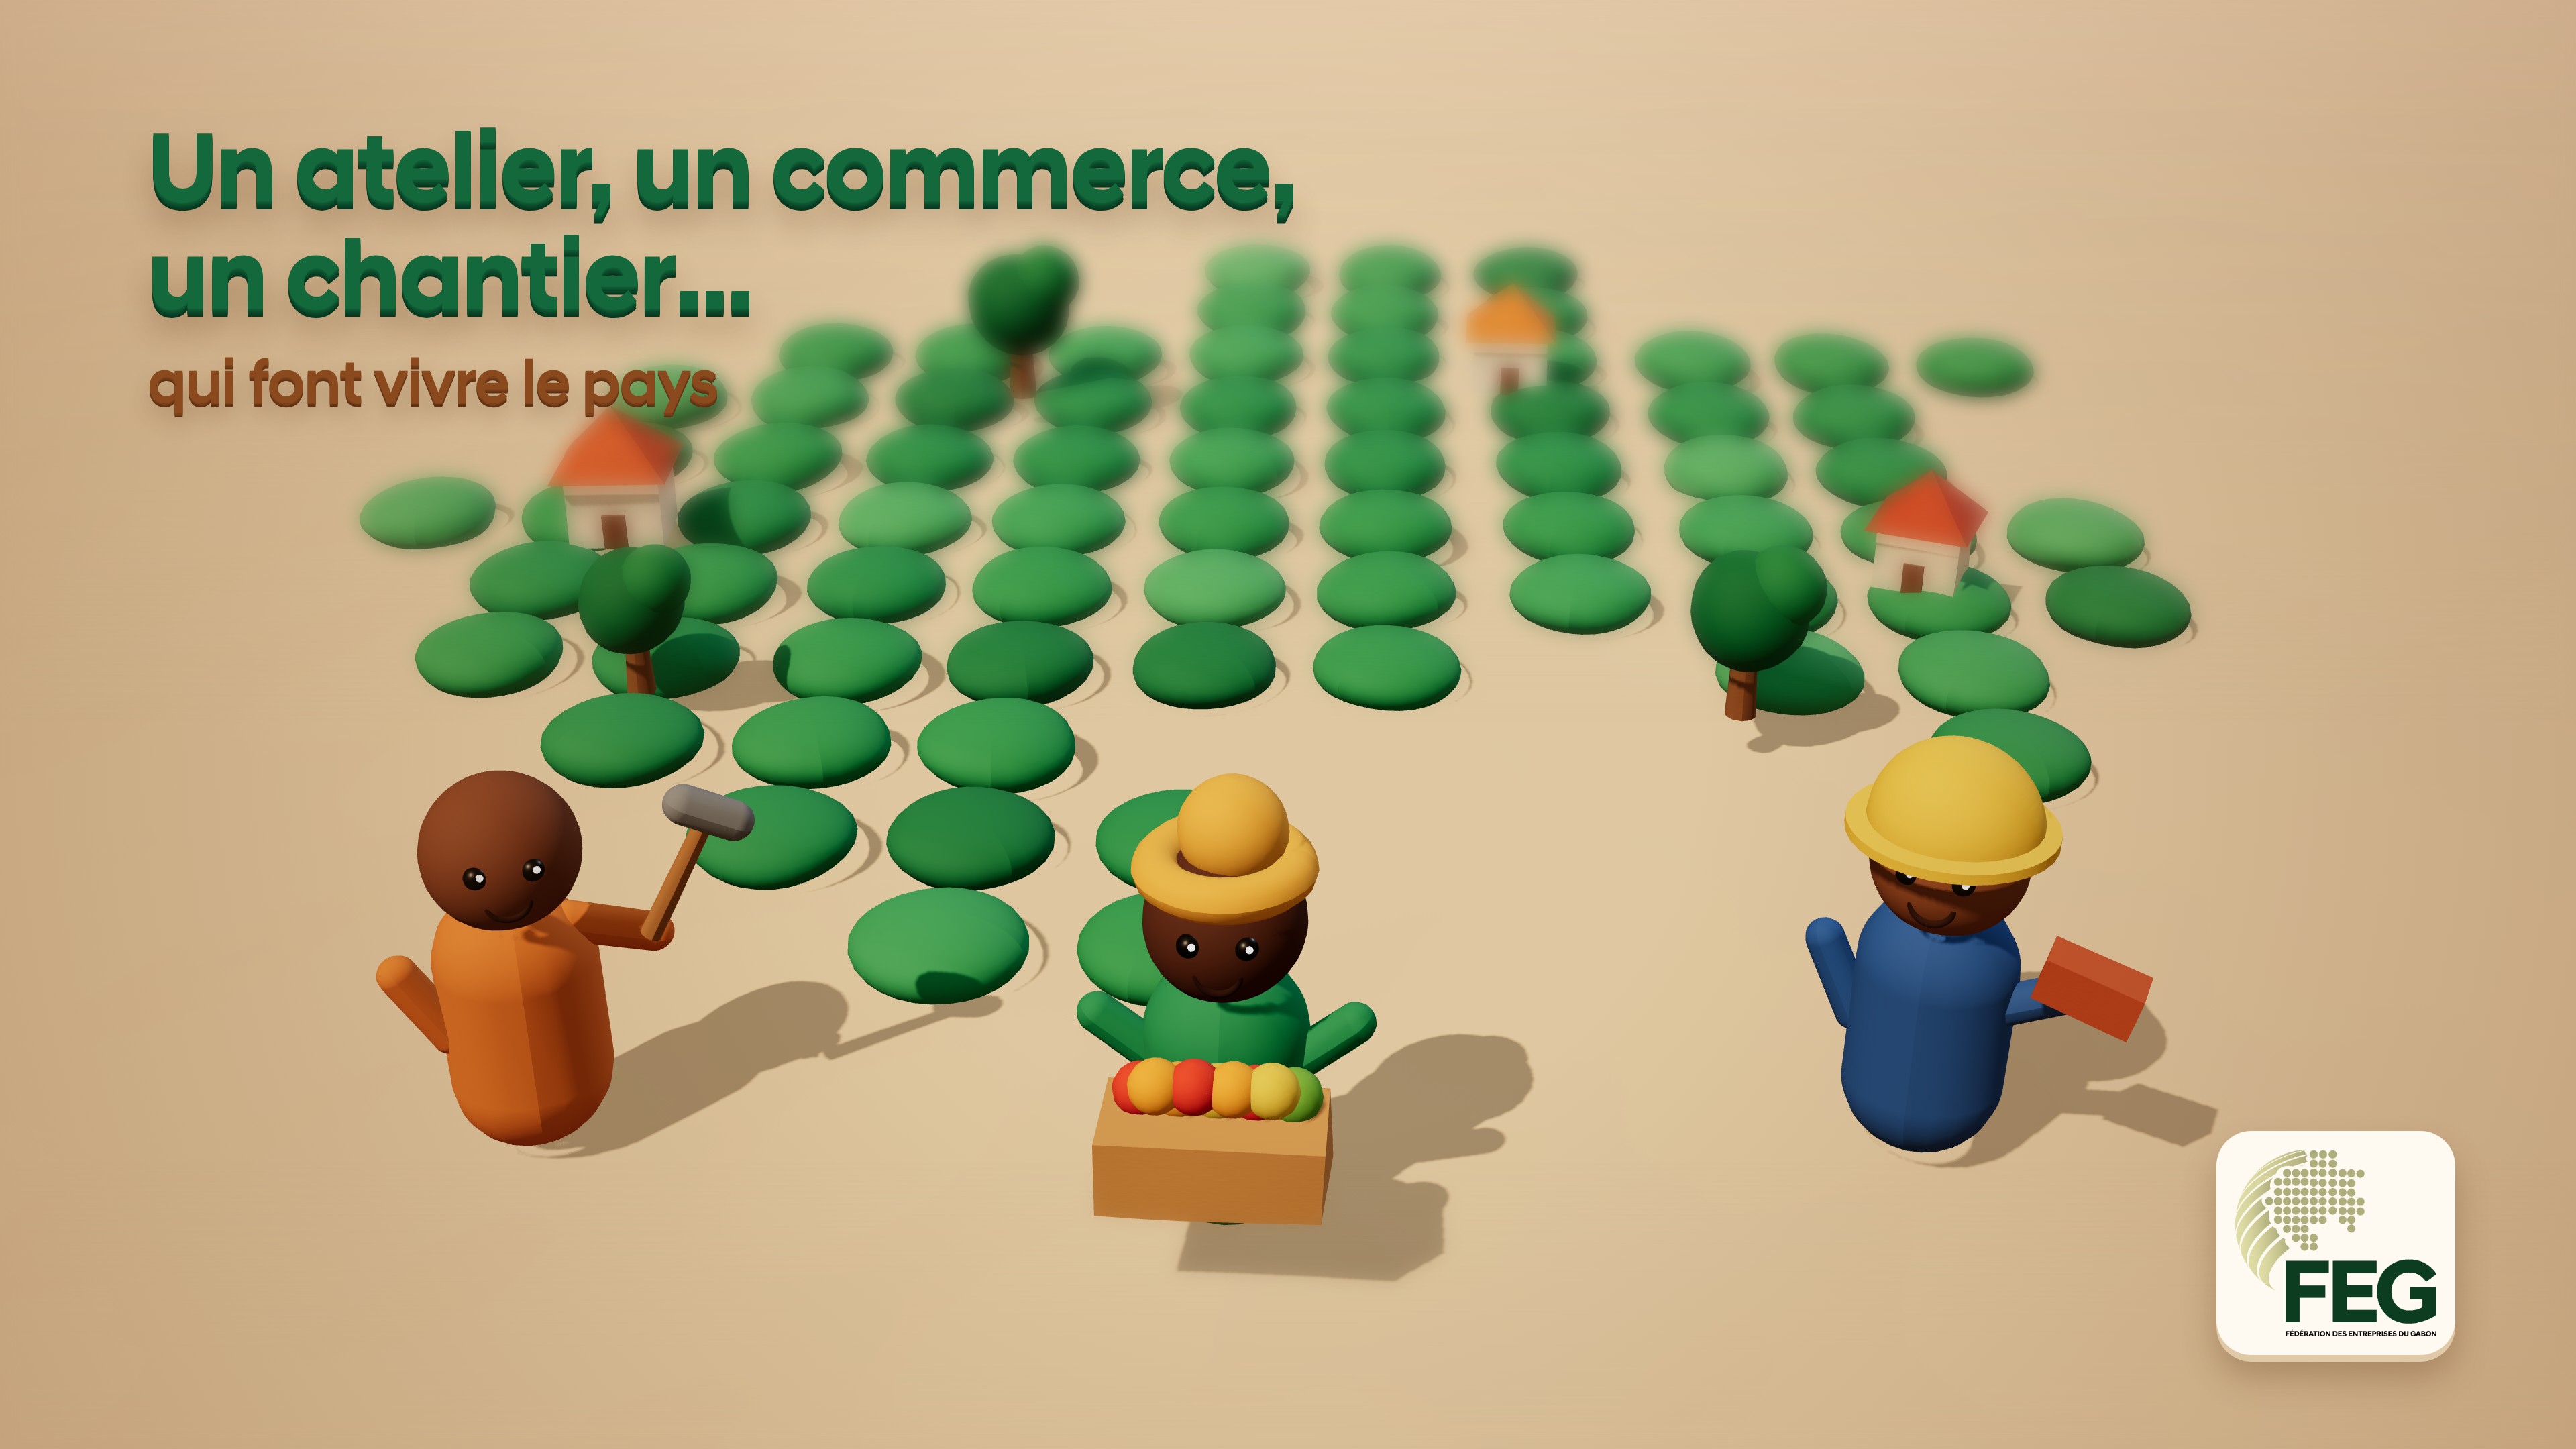 Un atelier, un commerce,
un chantier...
qui font vivre le pays
FEG
FÉDÉRATION DES ENTREPRISES DU GABON